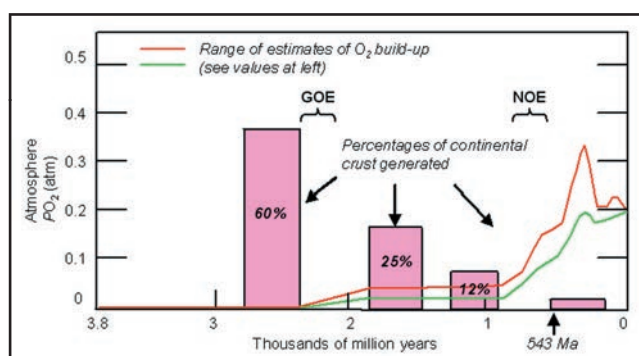 0.5
0.4
0.3
0.2
0.1
0
Atmosphere
PO₂ (atm)
Range of estimates of O₂ build-up
(see values at left)
GOE
NOE
Percentages of
continental
crust generated
60%
25%
12%
3.8
3
2
1
0
Thousands of million years
543 Ma